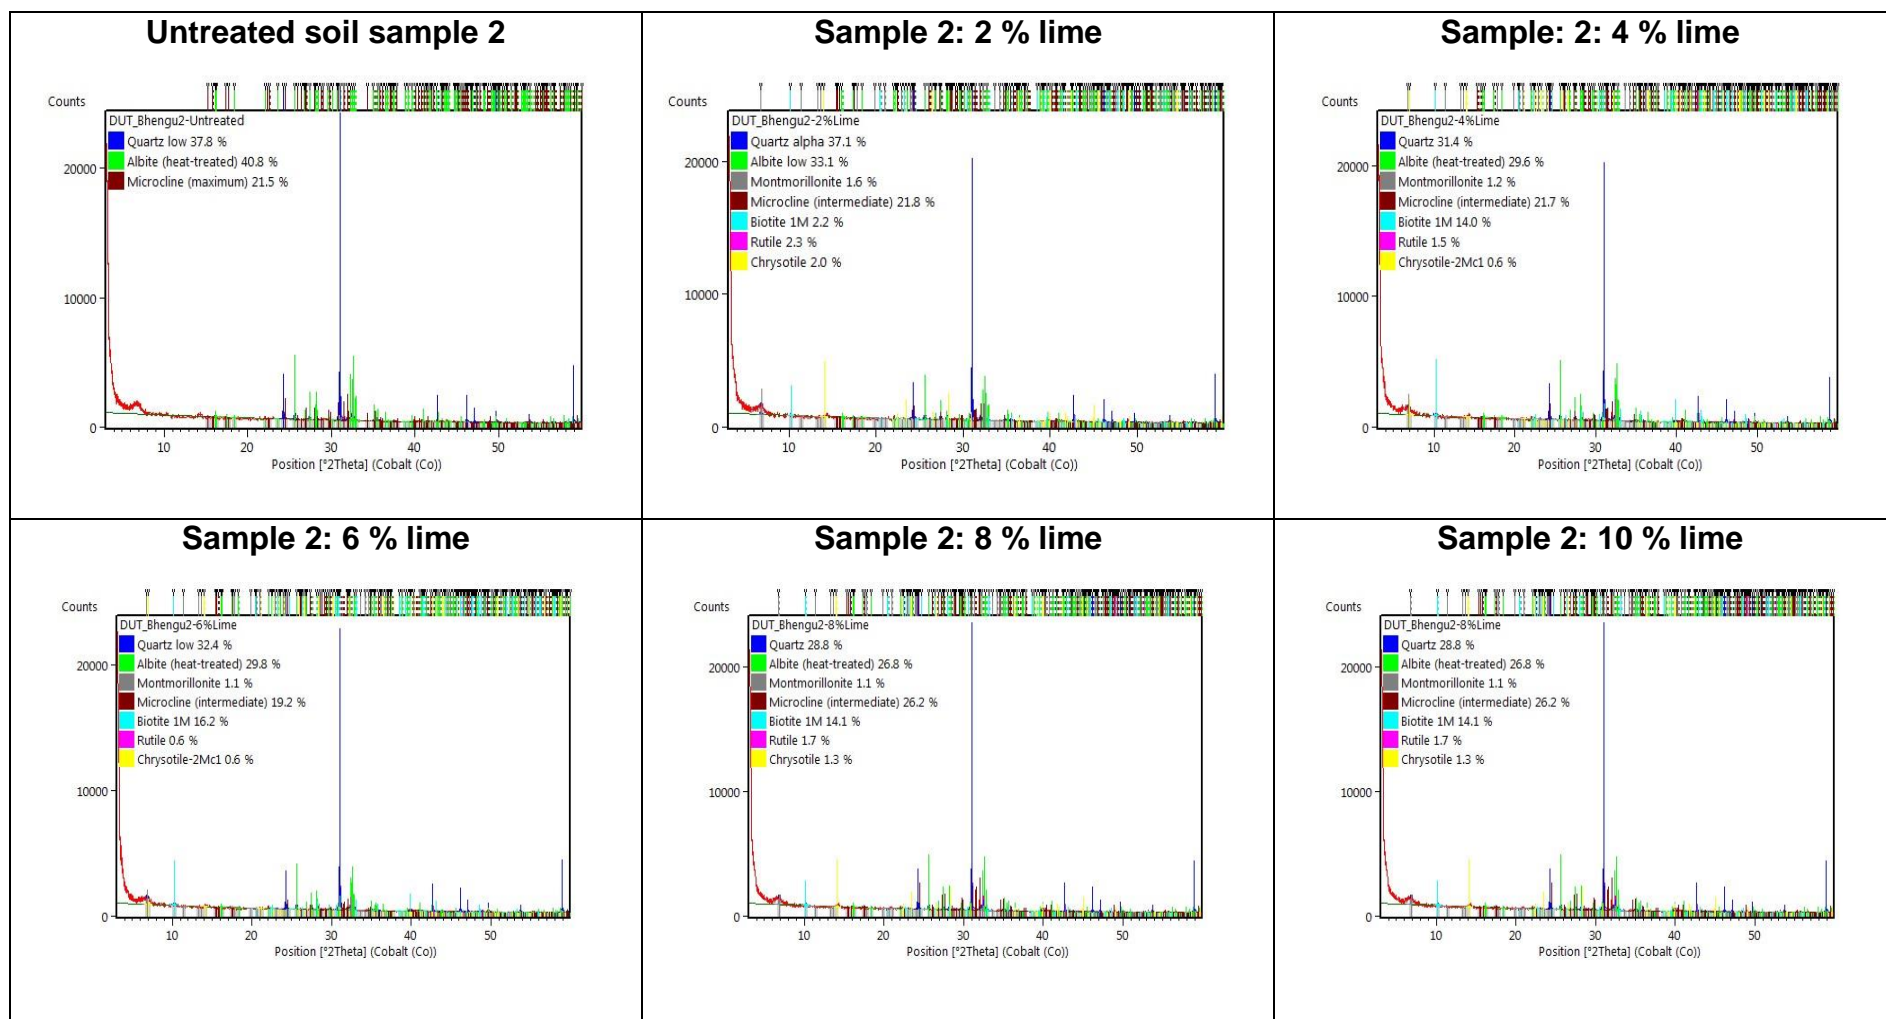 Untreated soil sample 2
Counts
DUT_Bhengu2-Untreated
Quartz low 37.8 %
Albite (heat-treated) 40.8 %
Microcline (maximum) 21.5 %
20000
10000
0
10 20 30 40 50
Position [°2Theta] (Cobalt (Co))
Sample 2: 2 % lime
Counts
DUT_Bhengu2-2%Lime
Quartz alpha 37.1 %
Albite low 33.1 %
Montmorillonite 1.6 %
Microcline (intermediate) 21.8 %
Biotite 1M 2.2 %
Rutile 2.3 %
Chrysotile 2.0 %
20000
10000
0
10 20 30 40 50
Position [°2Theta] (Cobalt (Co))
Sample: 2: 4 % lime
Counts
DUT_Bhengu2-4%Lime
Quartz 31.4 %
Albite (heat-treated) 29.6 %
Montmorillonite 1.2 %
Microcline (intermediate) 21.7 %
Biotite 1M 14.0 %
Rutile 1.5 %
Chrysotile-2Mc1 0.6 %
20000
10000
0
10 20 30 40 50
Position [°2Theta] (Cobalt (Co))
Sample 2: 6 % lime
Counts
DUT_Bhengu2-6%Lime
Quartz low 32.4 %
Albite (heat-treated) 29.8 %
Montmorillonite 1.1 %
Microcline (intermediate) 19.2 %
Biotite 1M 16.2 %
Rutile 0.6 %
Chrysotile-2Mc1 0.6 %
20000
10000
0
10 20 30 40 50
Position [°2Theta] (Cobalt (Co))
Sample 2: 8 % lime
Counts
DUT_Bhengu2-8%Lime
Quartz 28.8 %
Albite (heat-treated) 26.8 %
Montmorillonite 1.1 %
Microcline (intermediate) 26.2 %
Biotite 1M 14.1 %
Rutile 1.7 %
Chrysotile 1.3 %
20000
10000
0
10 20 30 40 50
Position [°2Theta] (Cobalt (Co))
Sample 2: 10 % lime
Counts
DUT_Bhengu2-8%Lime
Quartz 28.8 %
Albite (heat-treated) 26.8 %
Montmorillonite 1.1 %
Microcline (intermediate) 26.2 %
Biotite 1M 14.1 %
Rutile 1.7 %
Chrysotile 1.3 %
20000
10000
0
10 20 30 40 50
Position [°2Theta] (Cobalt (Co))